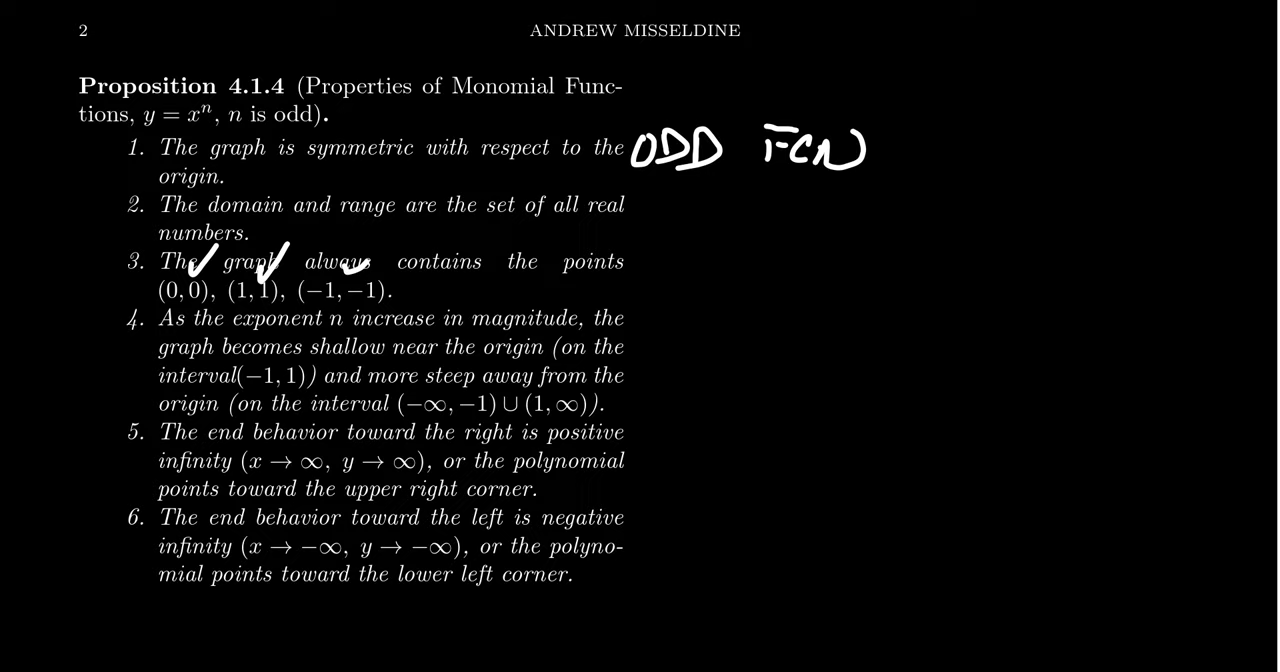 2 ANDREW MISSELDINE
Proposition 4.1.4 (Properties of Monomial Func-
tions, y = xⁿ, n is odd).
1. The graph is symmetric with respect to the ODD FCN
origin.
2. The domain and range are the set of all real
numbers.
3. The graph always contains the points
(0, 0), (1, 1), (−1, −1).
4. As the exponent n increase in magnitude, the
graph becomes shallow near the origin (on the
interval(−1, 1)) and more steep away from the
origin (on the interval (−∞, −1) ∪ (1, ∞)).
5. The end behavior toward the right is positive
infinity (x → ∞, y → ∞), or the polynomial
points toward the upper right corner.
6. The end behavior toward the left is negative
infinity (x → −∞, y → −∞), or the polyno-
mial points toward the lower left corner.